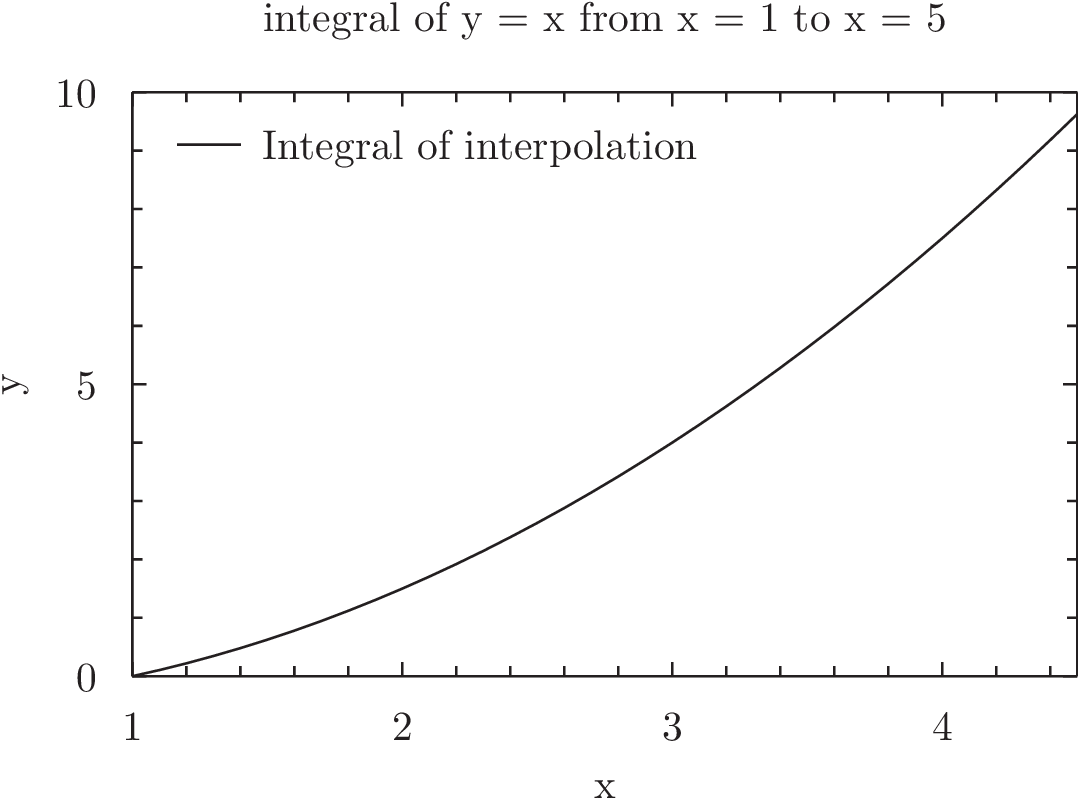 integral of y = x from x = 1 to x = 5
10
Integral of interpolation
5
y
0
1 2 3 4
x